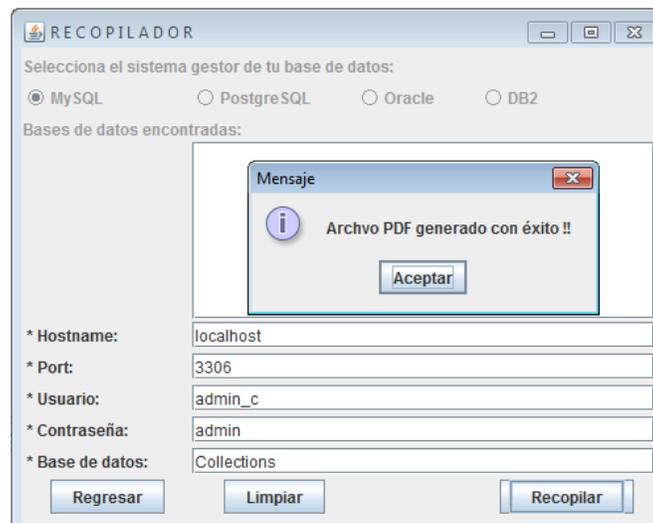 RECOPILADOR
Selecciona el sistema gestor de tu base de datos:
MySQL PostgreSQL Oracle DB2
Bases de datos encontradas:
Mensaje
Archvo PDF generado con éxito !!
Aceptar
* Hostname: localhost
* Port: 3306
* Usuario: admin_c
* Contraseña: admin
* Base de datos: Collections
Regresar Limpiar Recopilar